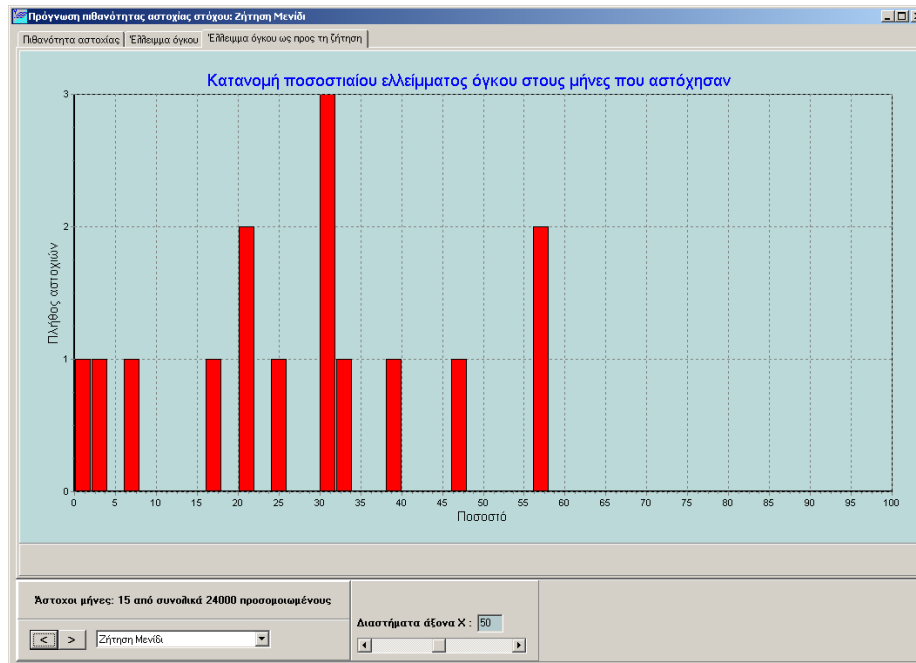 Πρόγνωση πιθανότητας αστοχίας στόχου: Ζήτηση Μενίδι
Πιθανότητα αστοχίας Έλλειμμα όγκου Έλλειμμα όγκου ως προς τη ζήτηση
Κατανομή ποσοστιαίου ελλείμματος όγκου στους μήνες που αστόχησαν
3
2
1
0
Πλήθος αστοχιών
0 5 10 15 20 25 30 35 40 45 50 55 60 65 70 75 80 85 90 95 100
Ποσοστό
Άστοχοι μήνες: 15 από συνολικά 24000 προσομοιωμένους
< > Ζήτηση Μενίδι
Διαστήματα άξονα Χ : 50